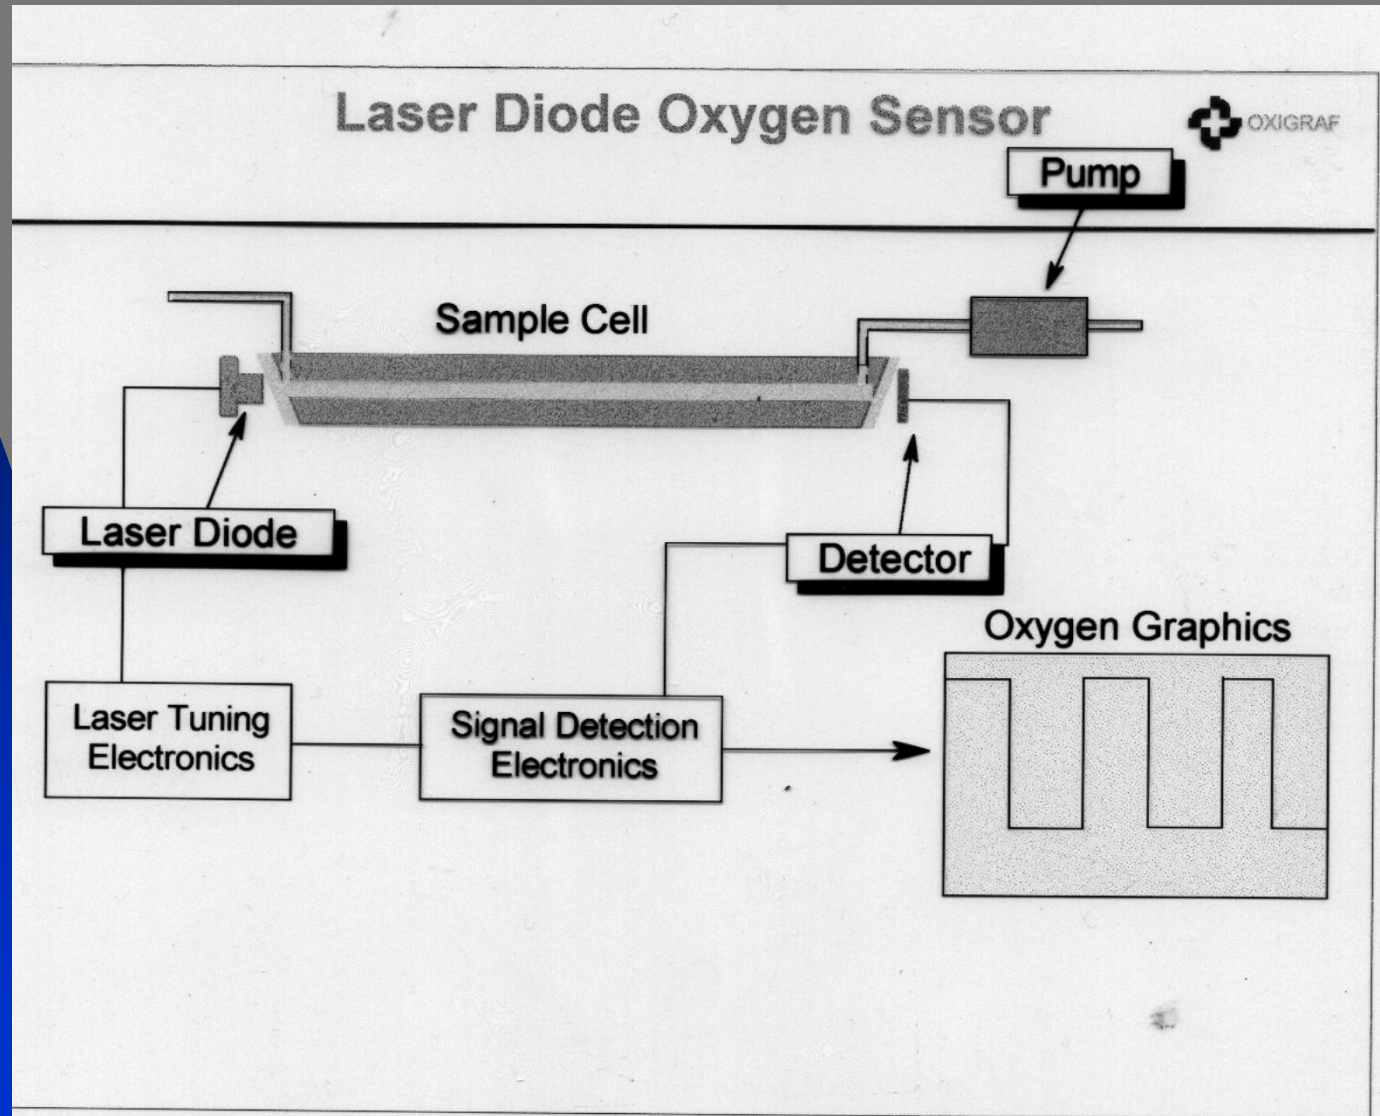 Laser Diode Oxygen Sensor
OXIGRAF
Pump
Sample Cell
Laser Diode
Detector
Oxygen Graphics
Laser Tuning
Electronics
Signal Detection
Electronics